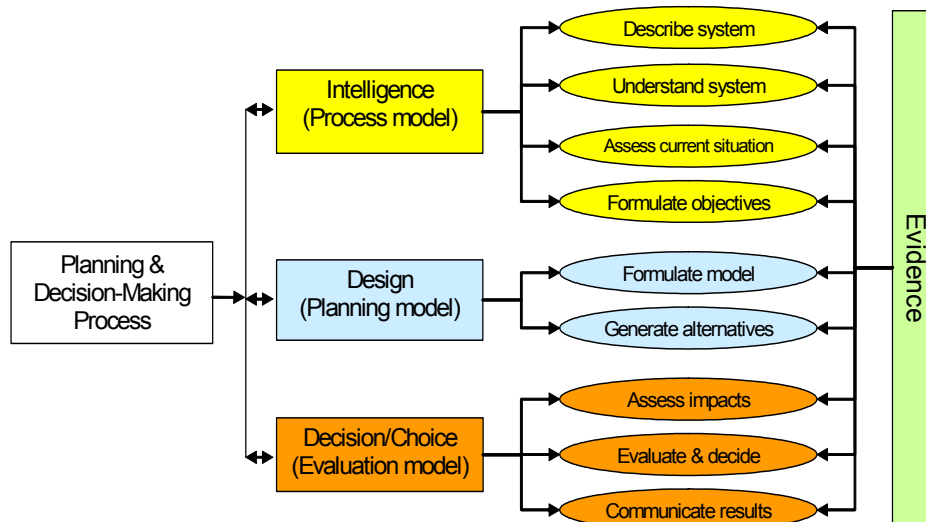 Describe system
Intelligence
(Process model)
Understand system
Assess current situation
Formulate objectives
Planning &
Decision-Making
Process
Design
(Planning model)
Formulate model
Generate alternatives
Decision/Choice
(Evaluation model)
Assess impacts
Evaluate & decide
Communicate results
Evidence